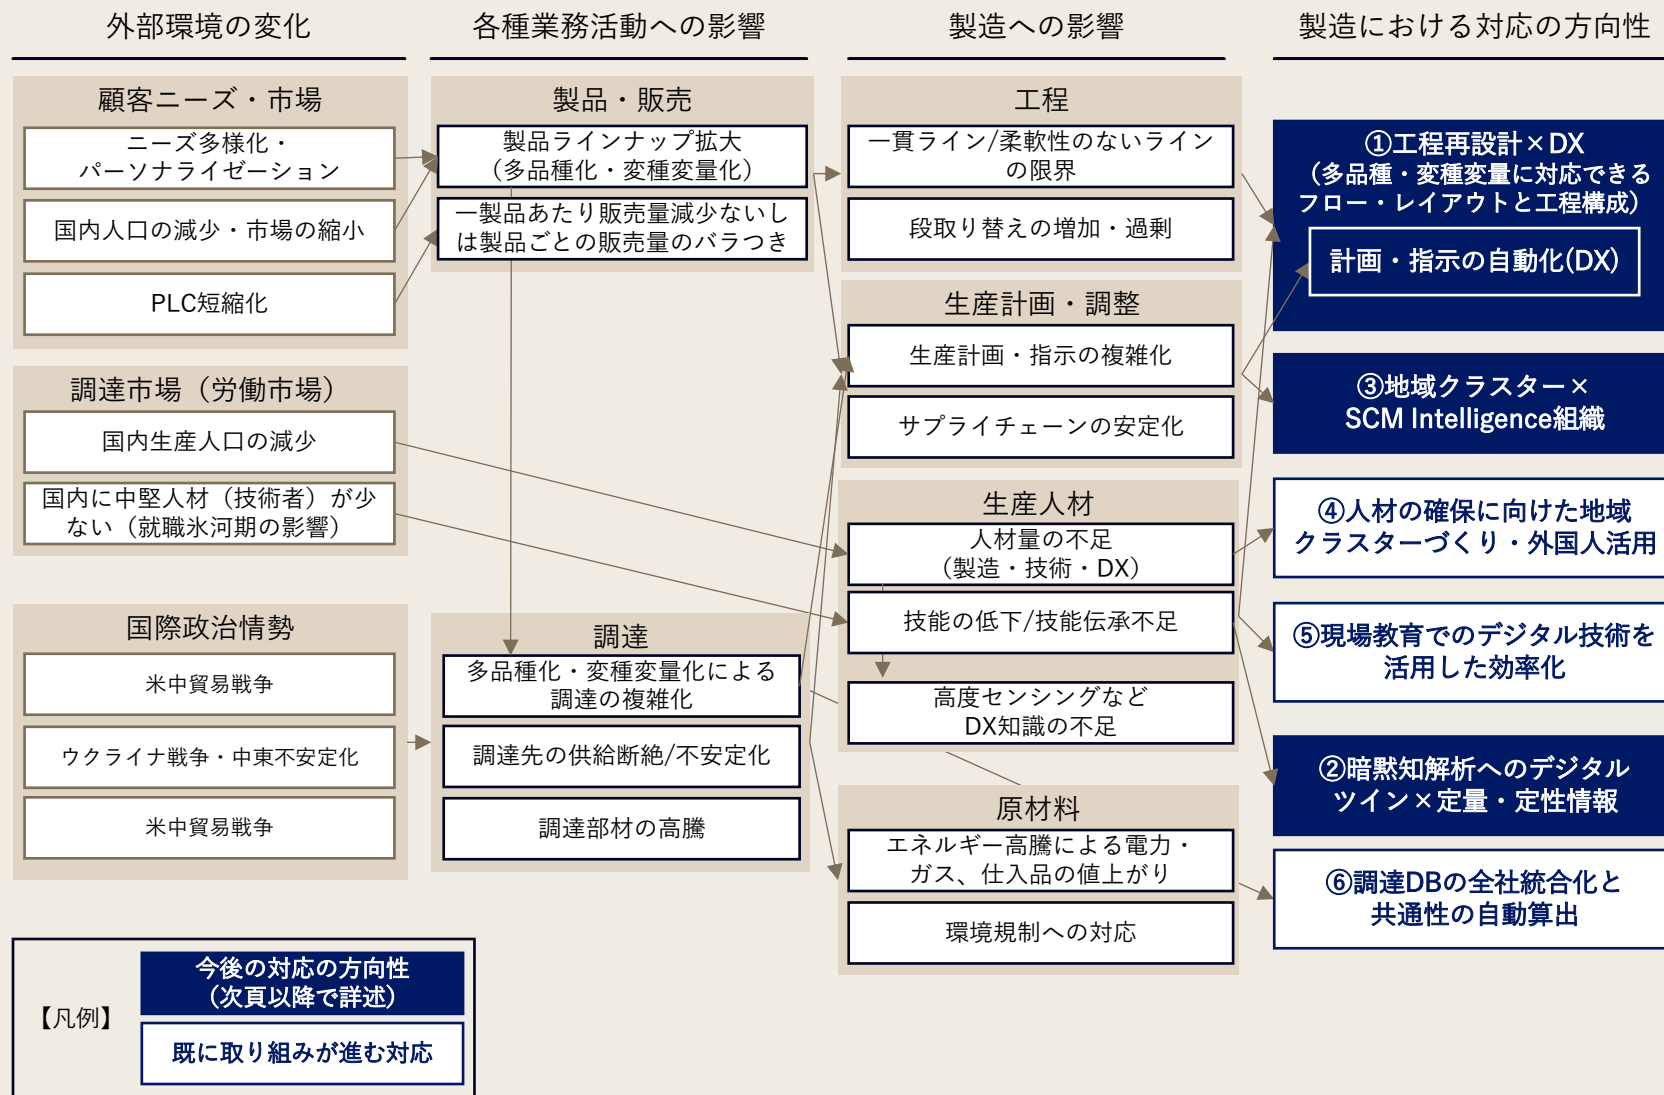 外部環境の変化
各種業務活動への影響
製造への影響
製造における対応の方向性
顧客ニーズ・市場
ニーズ多様化・
パーソナライゼーション
国内人口の減少・市場の縮小
PLC短縮化
調達市場（労働市場）
国内生産人口の減少
国内に中堅人材（技術者）が少
ない（就職氷河期の影響）
国際政治情勢
米中貿易戦争
ウクライナ戦争・中東不安定化
米中貿易戦争
製品・販売
製品ラインナップ拡大
（多品種化・変種変量化）
一製品あたり販売量減少ないし
は製品ごとの販売量のバラつき
調達
多品種化・変種変量化による
調達の複雑化
調達先の供給断絶/不安定化
調達部材の高騰
工程
一貫ライン/柔軟性のないライン
の限界
段取り替えの増加・過剰
生産計画・調整
生産計画・指示の複雑化
サプライチェーンの安定化
生産人材
人材量の不足
（製造・技術・DX）
技能の低下/技能伝承不足
高度センシングなど
DX知識の不足
原材料
エネルギー高騰による電力・
ガス、仕入品の値上がり
環境規制への対応
①工程再設計×DX
（多品種・変種変量に対応できる
フロー・レイアウトと工程構成）
計画・指示の自動化(DX)
③地域クラスター×
SCM Intelligence組織
④人材の確保に向けた地域
クラスターづくり・外国人活用
⑤現場教育でのデジタル技術を
活用した効率化
②暗黙知解析へのデジタル
ツイン×定量・定性情報
⑥調達DBの全社統合化と
共通性の自動算出
【凡例】
今後の対応の方向性
（次頁以降で詳述）
既に取り組みが進む対応